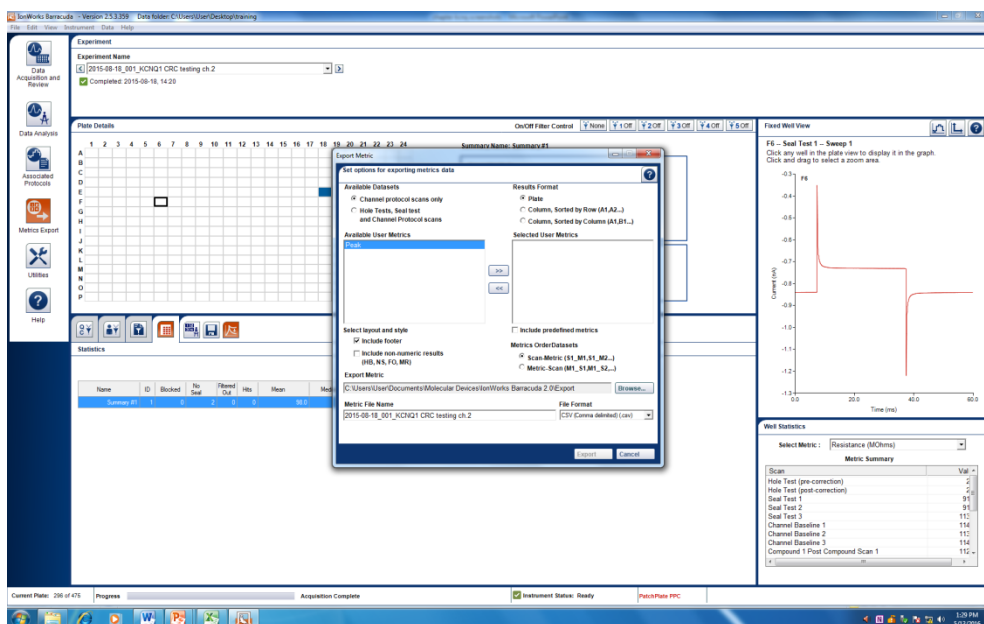 IonWorks Barracuda - Version 2.5.3.359 Data folder: C:\Users\User\Desktop\training
File Edit View Instrument Data Help
Data
Acquisition and
Review
Data Analysis
Associated
Protocols
Metrics Export
Utilities
Help
Experiment
Experiment Name
2015-08-18_001_KCNQ1 CRC testing ch.2
Completed: 2015-08-18, 14:20
Plate Details
On/Off Filter Control None 1 Off 2 Off 3 Off 4 Off 5 Off
1 2 3 4 5 6 7 8 9 10 11 12 13 14 15 16 17 18 19 20 21 22 23 24
Summary Name: Summary #1
A
B
C
D
E
F
G
H
I
J
K
L
M
N
O
P
Statistics
Name ID Blocked No Seal Filtered Out Hits Mean
Summary #1 1 0 2 0 0 98.0
Export Metric
Set options for exporting metrics data
Available Datasets
Channel protocol scans only
Hole Tests, Seal test
and Channel Protocol scans
Results Format
Plate
Column, Sorted by Row (A1,A2...)
Column, Sorted by Column (A1,B1...)
Available User Metrics
Peak
>>
<<
Selected User Metrics
Select layout and style
Include footer
Include non-numeric results
(HB, NS, FO, MR)
Include predefined metrics
Metrics OrderDatasets
Scan-Metric (S1_M1,S1_M2...)
Metric-Scan (M1_S1,M1_S2,...)
Export Metric
C:\Users\User\Documents\Molecular Devices\IonWorks Barracuda 2.0\Export
Browse...
Metric File Name
2015-08-18_001_KCNQ1 CRC testing ch.2
File Format
CSV (Comma delimited) (.csv)
Export
Cancel
Fixed Well View
F6 -- Seal Test 1 -- Sweep 1
Click any well in the plate view to display it in the graph.
Click and drag to select a zoom area.
F6
-0.3
-0.4
-0.5
-0.6
-0.7
-0.8
-0.9
-1.0
-1.1
-1.2
-1.3
Current (nA)
0.0 20.0 40.0 60.0
Time (ms)
Well Statistics
Select Metric : Resistance (MOhms)
Metric Summary
Scan
Hole Test (pre-correction)
Hole Test (post-correction)
Seal Test 1 91
Seal Test 2 91
Seal Test 3 113
Channel Baseline 1 114
Channel Baseline 2 113
Channel Baseline 3 114
Compound 1 Post Compound Scan 1 112
Current Plate: 296 of 475
Progress
Acquisition Complete
Instrument Status: Ready
PatchPlate PPC
1:29 PM